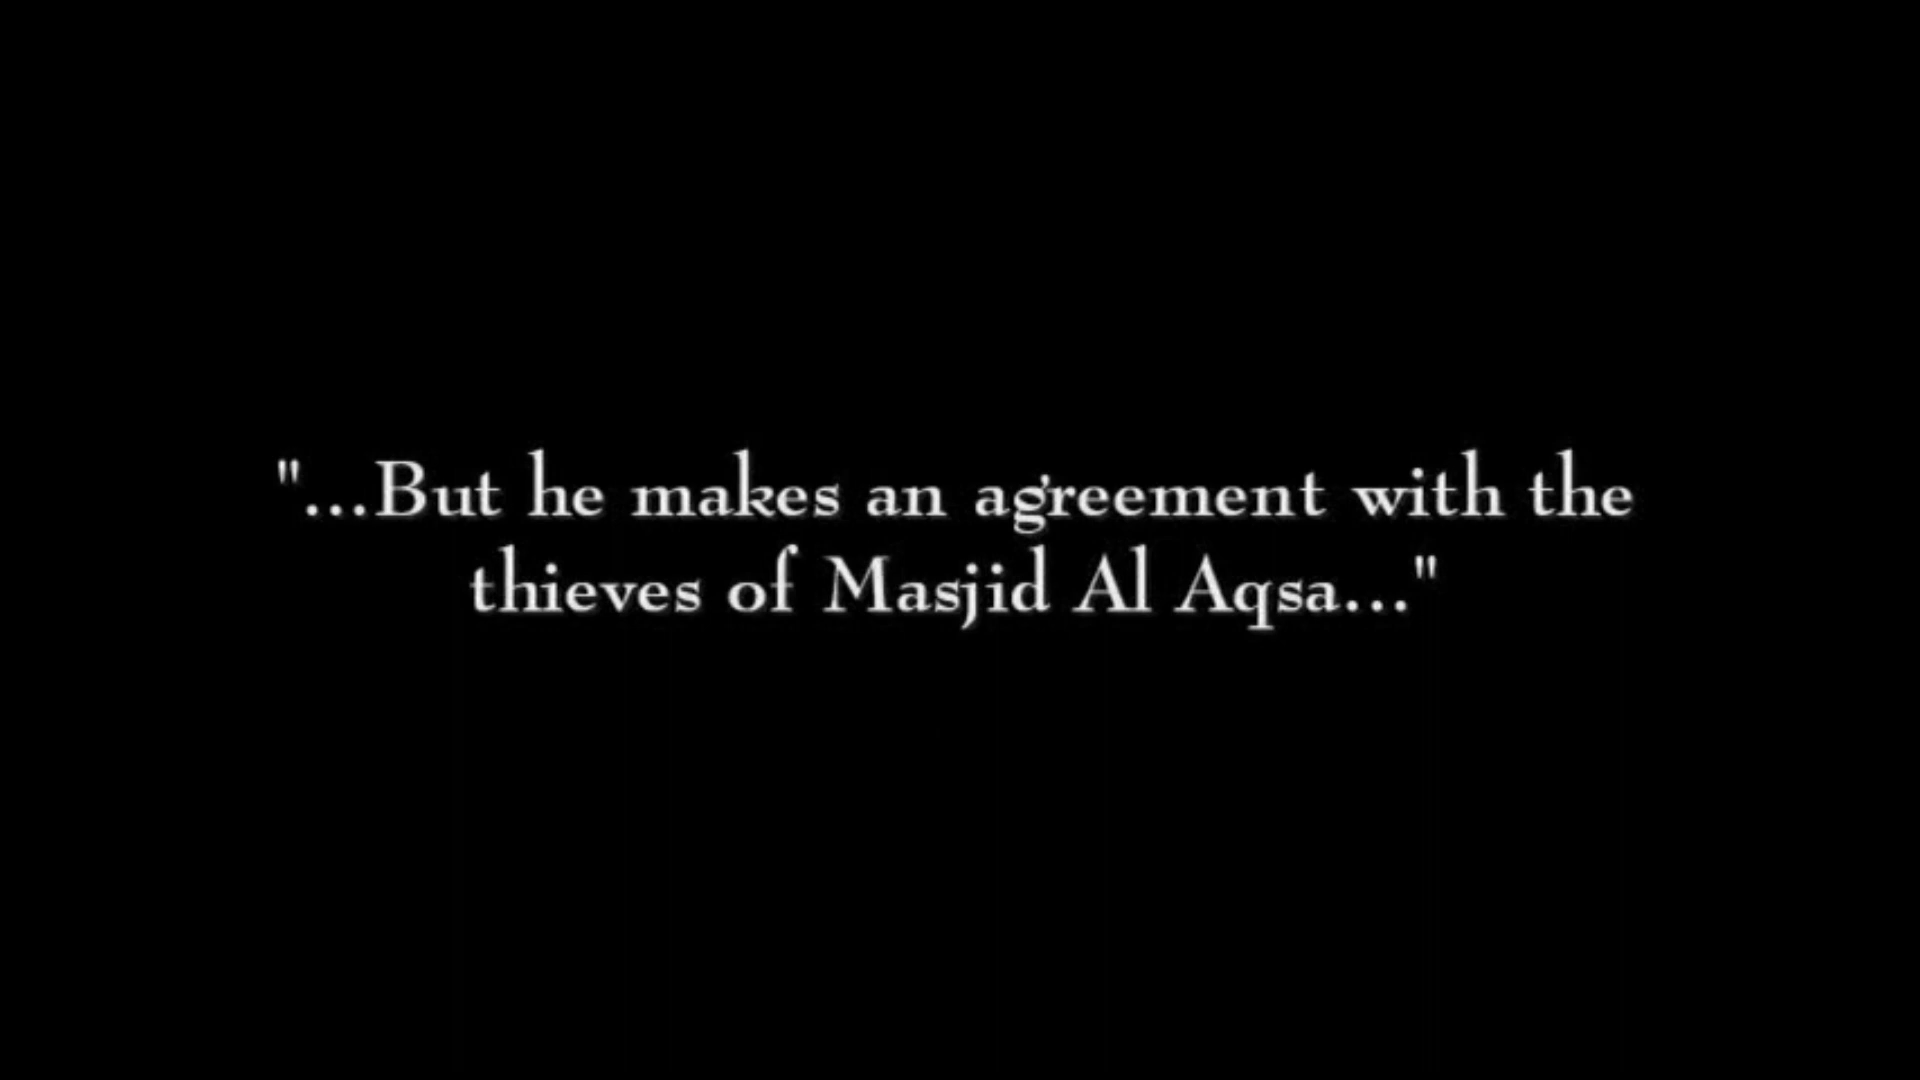 "...But he makes an agreement with the
thieves of Masjid Al Aqsa..."